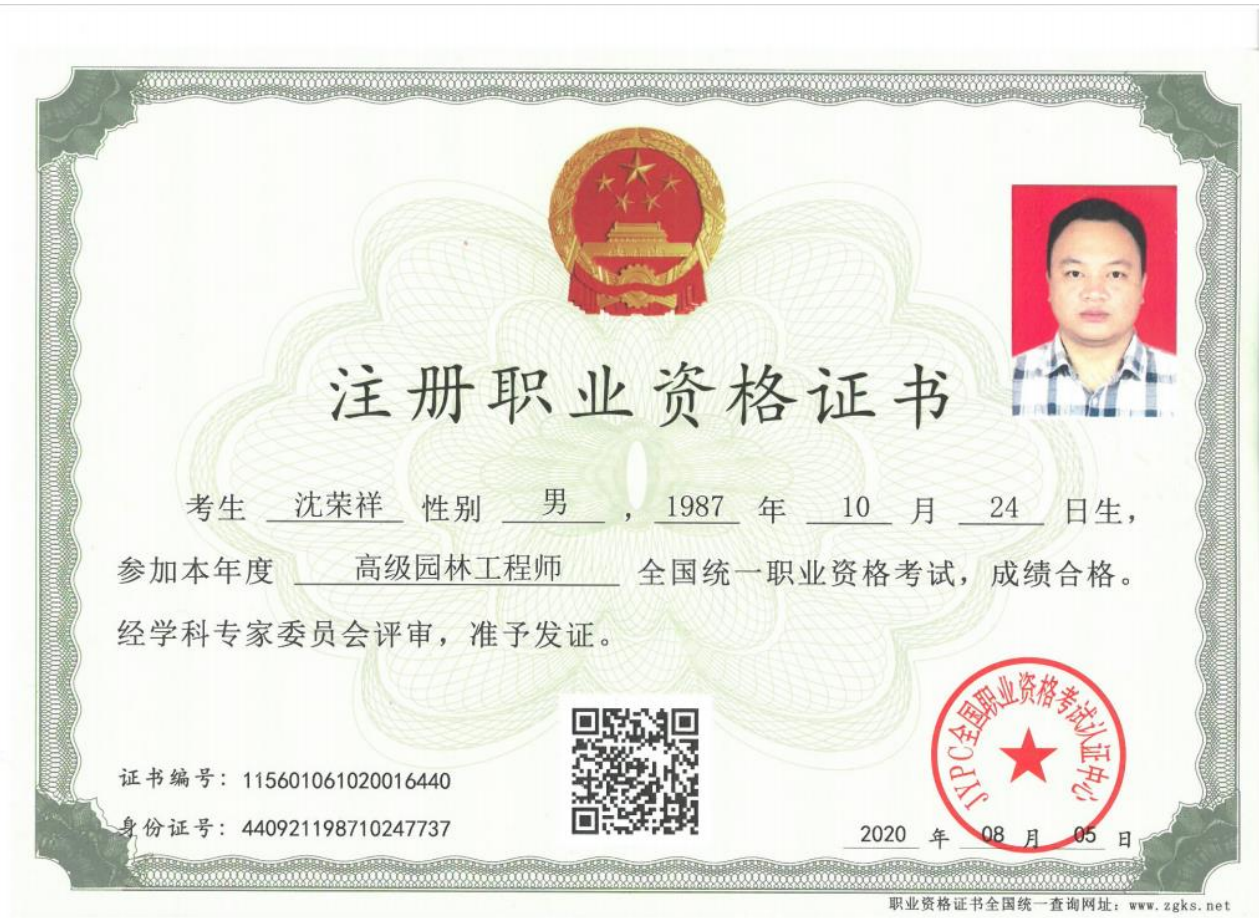 注册职业资格证书
考生 沈荣祥 性别 男 ,1987 年 10 月 24 日生,
参加本年度 高级园林工程师 全国统一职业资格考试,成绩合格。
经学科专家委员会评审,准予发证。
JYPC全国职业资格考试认证中心
证书编号:115601061020016440
身份证号:440921198710247737
2020 年 08 月 05 日
职业资格证书全国统一查询网址:www.zgks.net